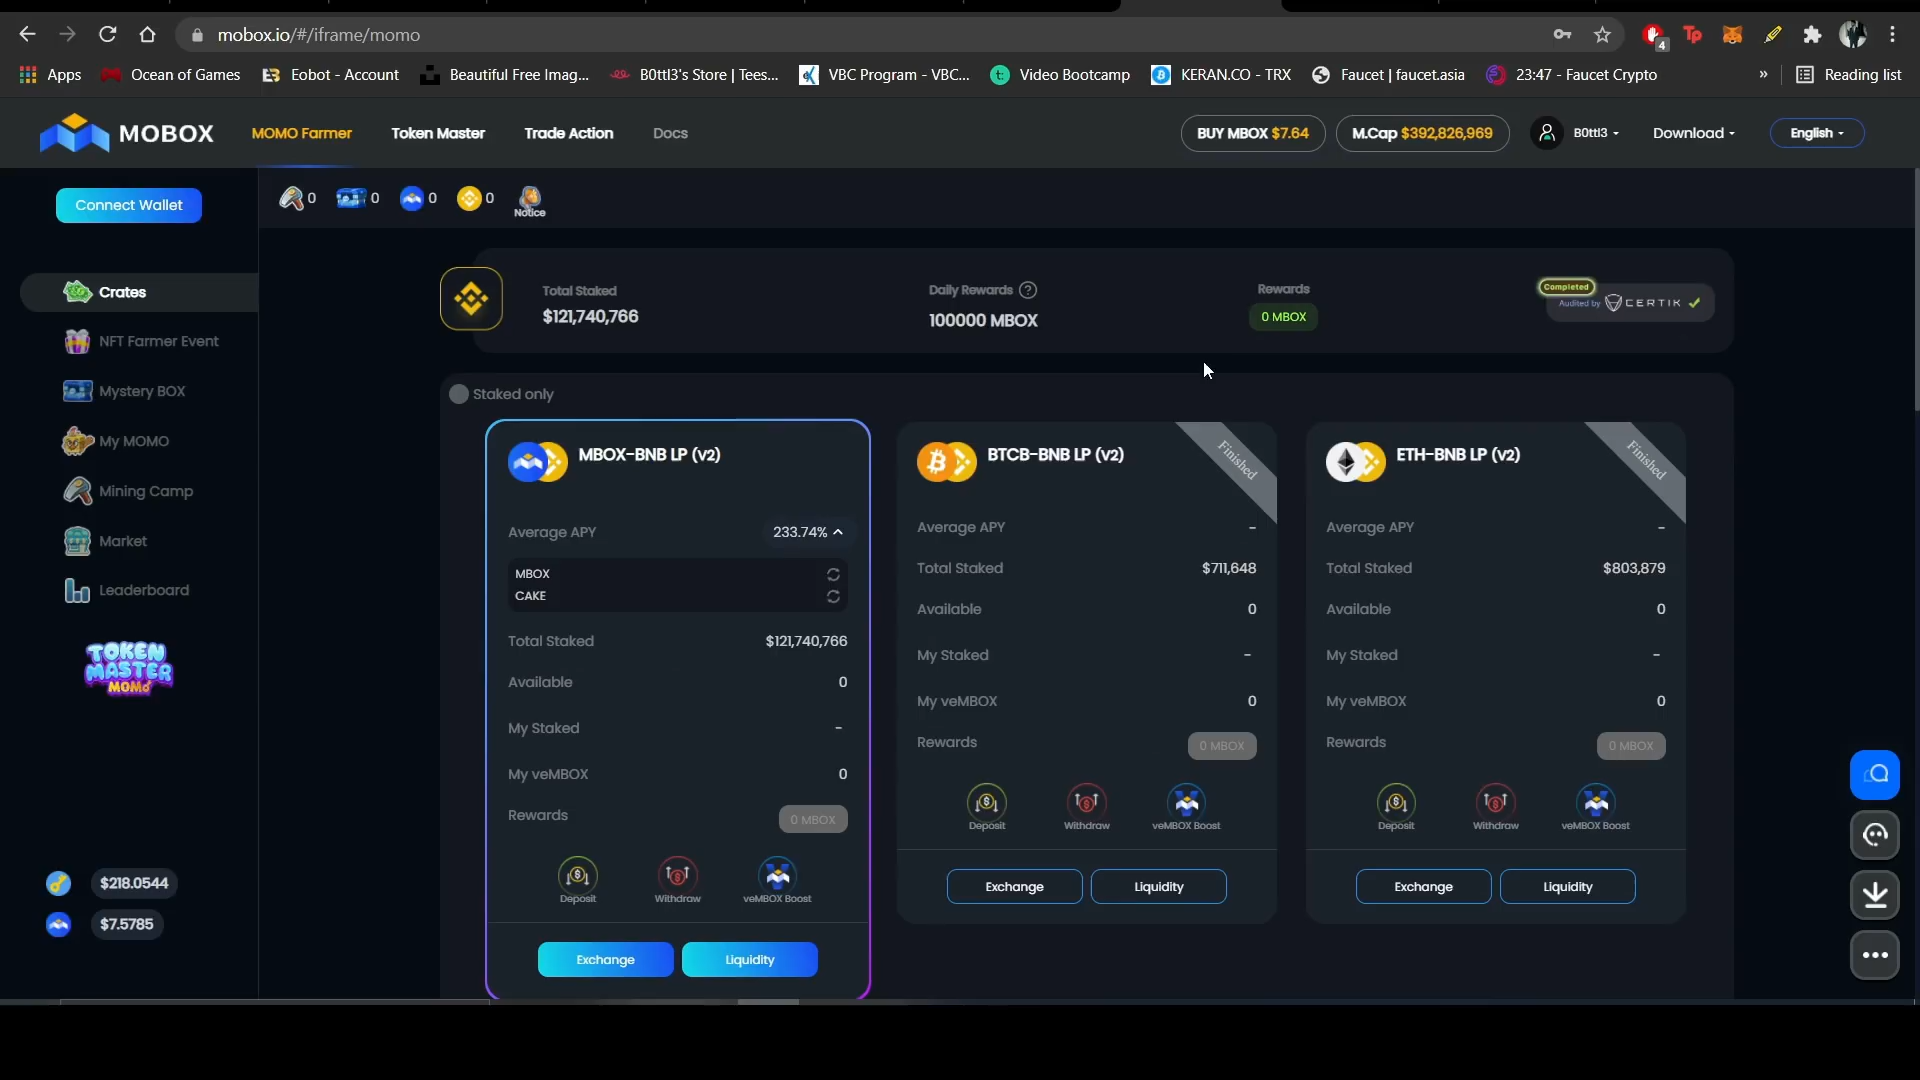 mobox.io/#/iframe/momo
4
Apps
Ocean of Games
Eobot - Account
Beautiful Free Imag...
B0ttl3's Store | Tees...
VBC Program - VBC...
Video Bootcamp
KERAN.CO - TRX
Faucet | faucet.asia
23:47 - Faucet Crypto
»
Reading list
MOBOX
MOMO Farmer
Token Master
Trade Action
Docs
BUY MBOX $7.64
M.Cap $392,826,969
B0ttl3
Download
English
Connect Wallet
0
0
0
0
Notice
Crates
NFT Farmer Event
Mystery BOX
My MOMO
Mining Camp
Market
Leaderboard
TOKEN
MASTER
MOMO
$218.0544
$7.5785
Total Staked
$121,740,766
Daily Rewards ?
100000 MBOX
Rewards
0 MBOX
Completed
Audited by CERTIK
Staked only
MBOX-BNB LP (v2)
Average APY 233.74%
MBOX
CAKE
Total Staked $121,740,766
Available 0
My Staked -
My veMBOX 0
Rewards 0 MBOX
Deposit Withdraw veMBOX Boost
Exchange Liquidity
BTCB-BNB LP (v2)
Finished
Average APY -
Total Staked $711,648
Available 0
My Staked -
My veMBOX 0
Rewards 0 MBOX
Deposit Withdraw veMBOX Boost
Exchange Liquidity
ETH-BNB LP (v2)
Finished
Average APY -
Total Staked $803,879
Available 0
My Staked -
My veMBOX 0
Rewards 0 MBOX
Deposit Withdraw veMBOX Boost
Exchange Liquidity